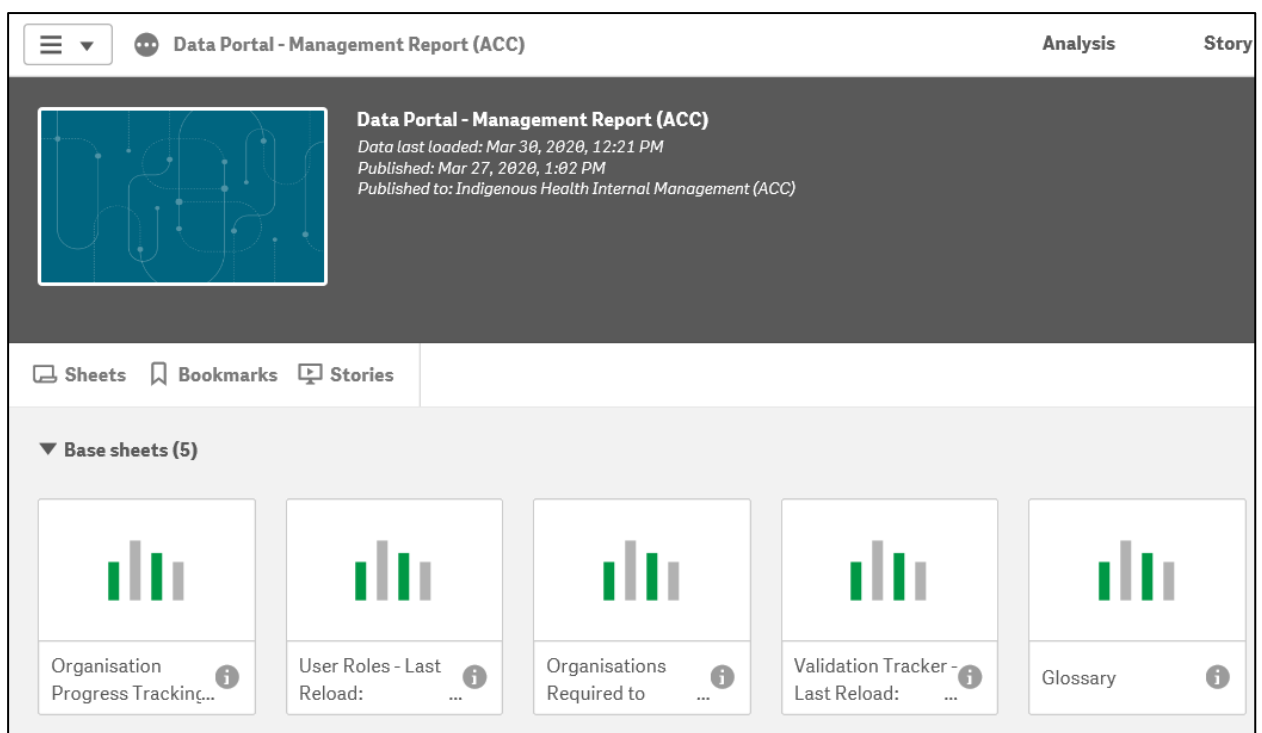 Data Portal - Management Report (ACC)
Analysis
Story
Data Portal - Management Report (ACC)
Data last loaded: Mar 30, 2020, 12:21 PM
Published: Mar 27, 2020, 1:02 PM
Published to: Indigenous Health Internal Management (ACC)
Sheets
Bookmarks
Stories
Base sheets (5)
Organisation
Progress Tracking...
User Roles - Last
Reload: ...
Organisations
Required to ...
Validation Tracker -
Last Reload: ...
Glossary